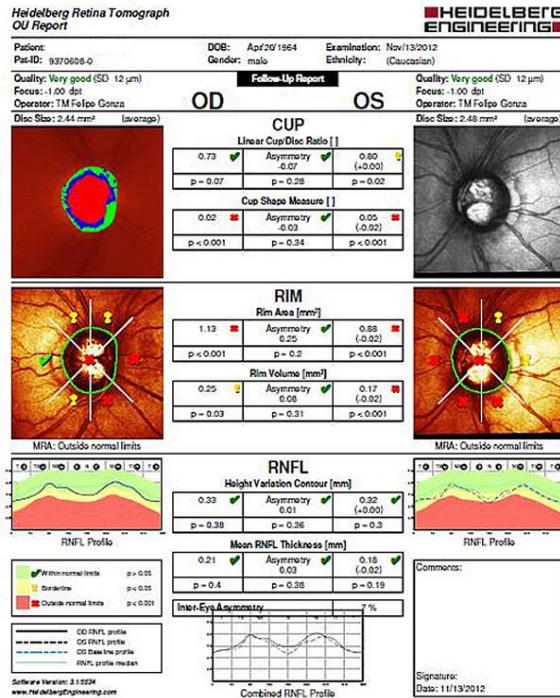 Heidelberg Retina Tomograph
OU Report
HEIDELBERG
ENGINEERING
Patient:
Pat-ID: 9370608-0
DOB: Apr/20/1964
Gender: male
Examination: Nov/13/2012
Ethnicity: (Caucasian)
Quality: Very good (SD 12 µm)
Focus: -1.00 dpt
Operator: TM Felipe Gonza
Follow-Up Report
OD OS
Quality: Very good (SD 12 µm)
Focus: -1.00 dpt
Operator: TM Felipe Gonza
Disc Size: 2.44 mm² (average)
Disc Size: 2.48 mm² (average)
CUP
Linear Cup/Disc Ratio [ ]
0.73 Asymmetry 0.80
-0.07 (+0.00)
p = 0.07 p = 0.28 p = 0.02
Cup Shape Measure [ ]
0.02 Asymmetry 0.05
-0.03 (-0.02)
p < 0.001 p = 0.34 p < 0.001
RIM
Rim Area [mm²]
1.13 Asymmetry 0.88
0.25 (-0.02)
p < 0.001 p = 0.2 p < 0.001
Rim Volume [mm³]
0.25 Asymmetry 0.17
0.08 (-0.02)
p = 0.03 p = 0.31 p < 0.001
MRA: Outside normal limits
MRA: Outside normal limits
RNFL
Height Variation Contour [mm]
0.33 Asymmetry 0.32
0.01 (+0.00)
p = 0.38 p = 0.36 p = 0.3
Mean RNFL Thickness [mm]
0.21 Asymmetry 0.18
0.03 (-0.02)
p = 0.4 p = 0.38 p = 0.19
RNFL Profile
RNFL Profile
Inter-Eye Asymmetry 7 %
Combined RNFL Profile
Within normal limits p > 0.05
Borderline p < 0.05
Outside normal limits p < 0.001
OD RNFL profile
OS RNFL profile
OD Baseline profile
RNFL profile median
Software Version:
www.HeidelbergEngineering.com
Comments:
Signature:
Date: 11/13/2012